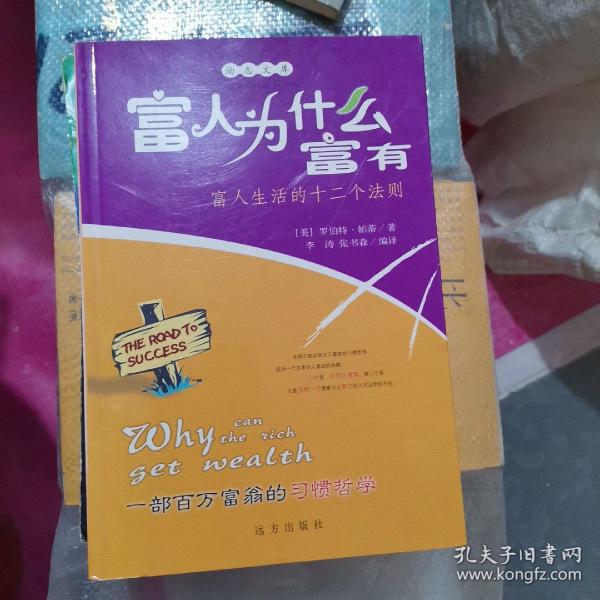 励志文库
富人为什么
富有
富人生活的十二个法则
[美] 罗伯特·帕蒂/著
李 涛 张书森/编译
THE ROAD TO
SUCCESS
Why can
the rich
get wealth
一部百万富翁的习惯哲学
远方出版社
孔夫子旧书网
www.kongfz.com